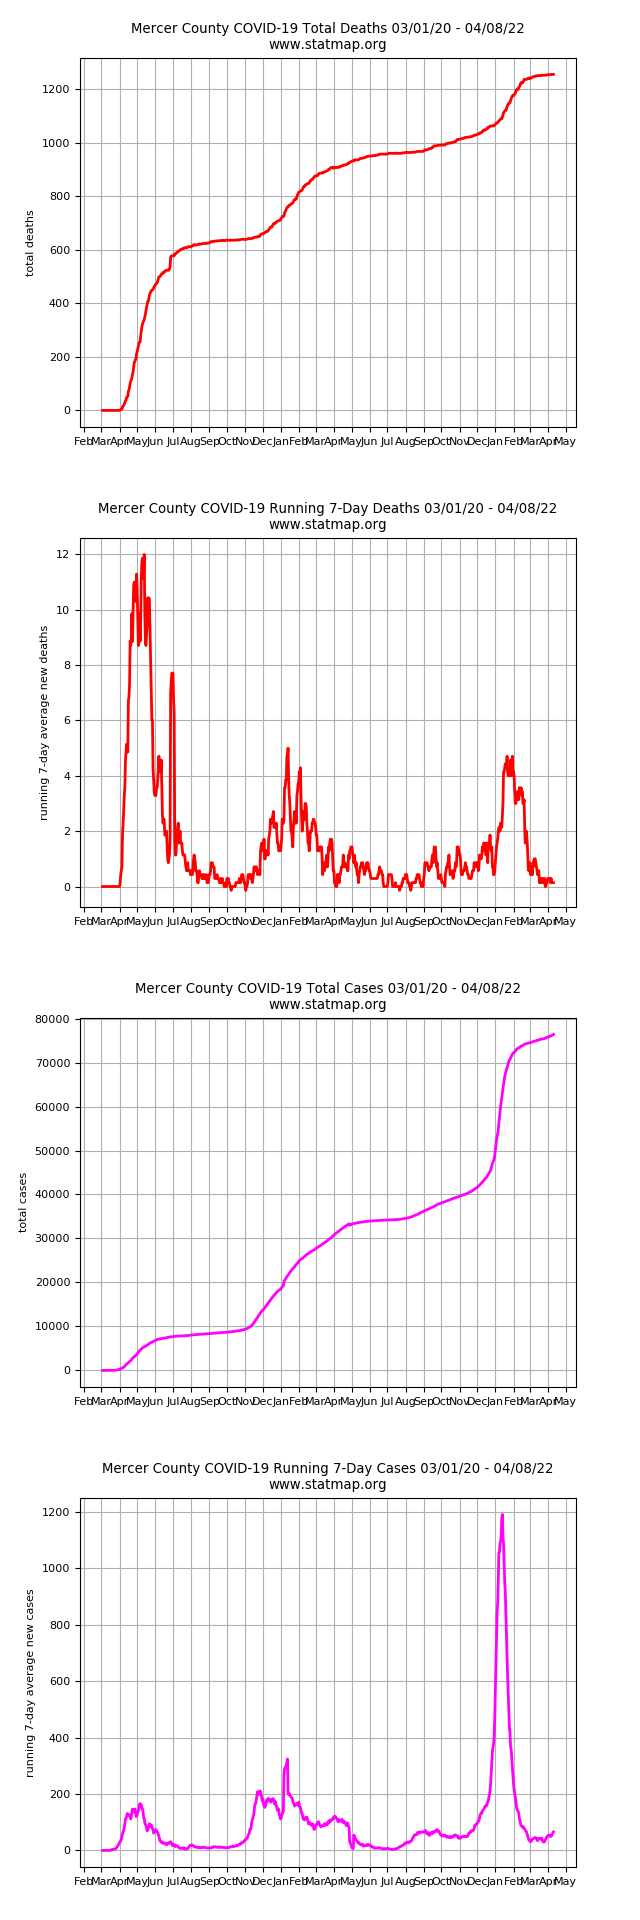 Mercer County COVID-19 Total Deaths 03/01/20 - 04/08/22
www.statmap.org
1200
1000
800
600
400
200
0
total deaths
Feb Mar Apr May Jun Jul Aug Sep Oct Nov Dec Jan Feb Mar Apr May Jun Jul Aug Sep Oct Nov Dec Jan Feb Mar Apr May
Mercer County COVID-19 Running 7-Day Deaths 03/01/20 - 04/08/22
www.statmap.org
12
10
8
6
4
2
0
running 7-day average new deaths
Feb Mar Apr May Jun Jul Aug Sep Oct Nov Dec Jan Feb Mar Apr May Jun Jul Aug Sep Oct Nov Dec Jan Feb Mar Apr May
Mercer County COVID-19 Total Cases 03/01/20 - 04/08/22
www.statmap.org
80000
70000
60000
50000
40000
30000
20000
10000
0
total cases
Feb Mar Apr May Jun Jul Aug Sep Oct Nov Dec Jan Feb Mar Apr May Jun Jul Aug Sep Oct Nov Dec Jan Feb Mar Apr May
Mercer County COVID-19 Running 7-Day Cases 03/01/20 - 04/08/22
www.statmap.org
1200
1000
800
600
400
200
0
running 7-day average new cases
Feb Mar Apr May Jun Jul Aug Sep Oct Nov Dec Jan Feb Mar Apr May Jun Jul Aug Sep Oct Nov Dec Jan Feb Mar Apr May